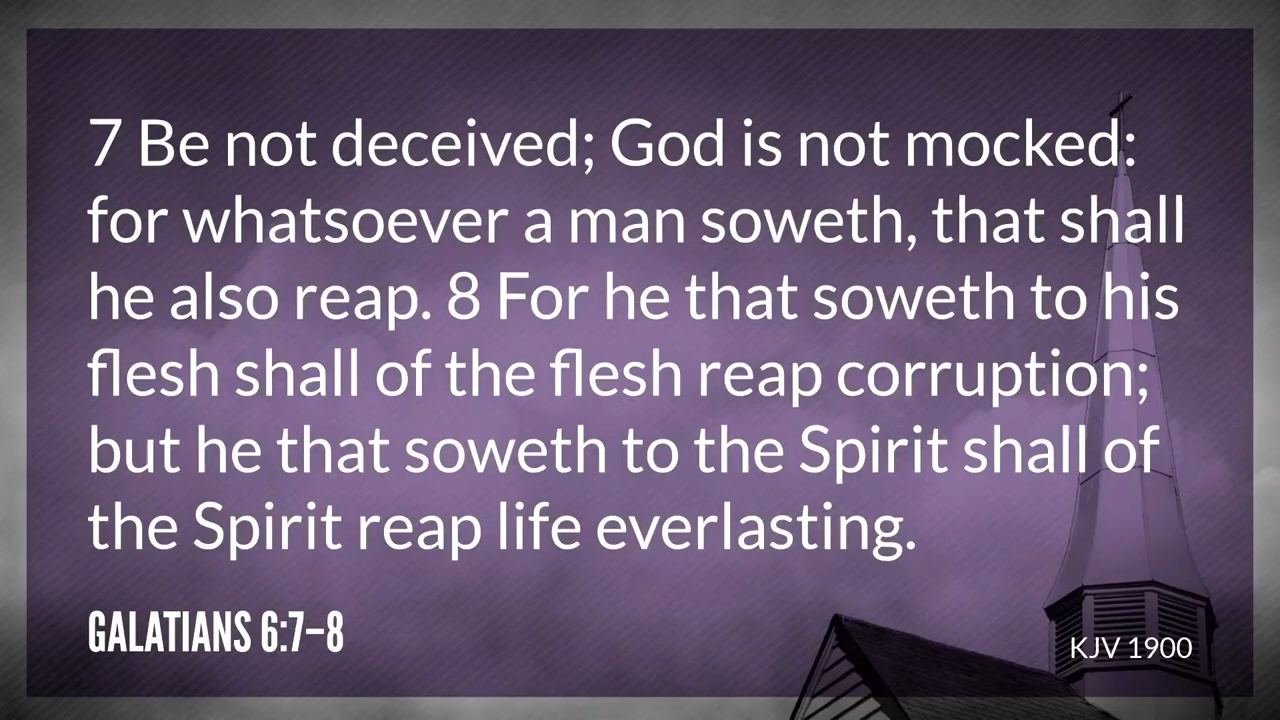 7 Be not deceived; God is not mocked:
for whatsoever a man soweth, that shall
he also reap. 8 For he that soweth to his
flesh shall of the flesh reap corruption;
but he that soweth to the Spirit shall of
the Spirit reap life everlasting.
GALATIANS 6:7–8
KJV 1900